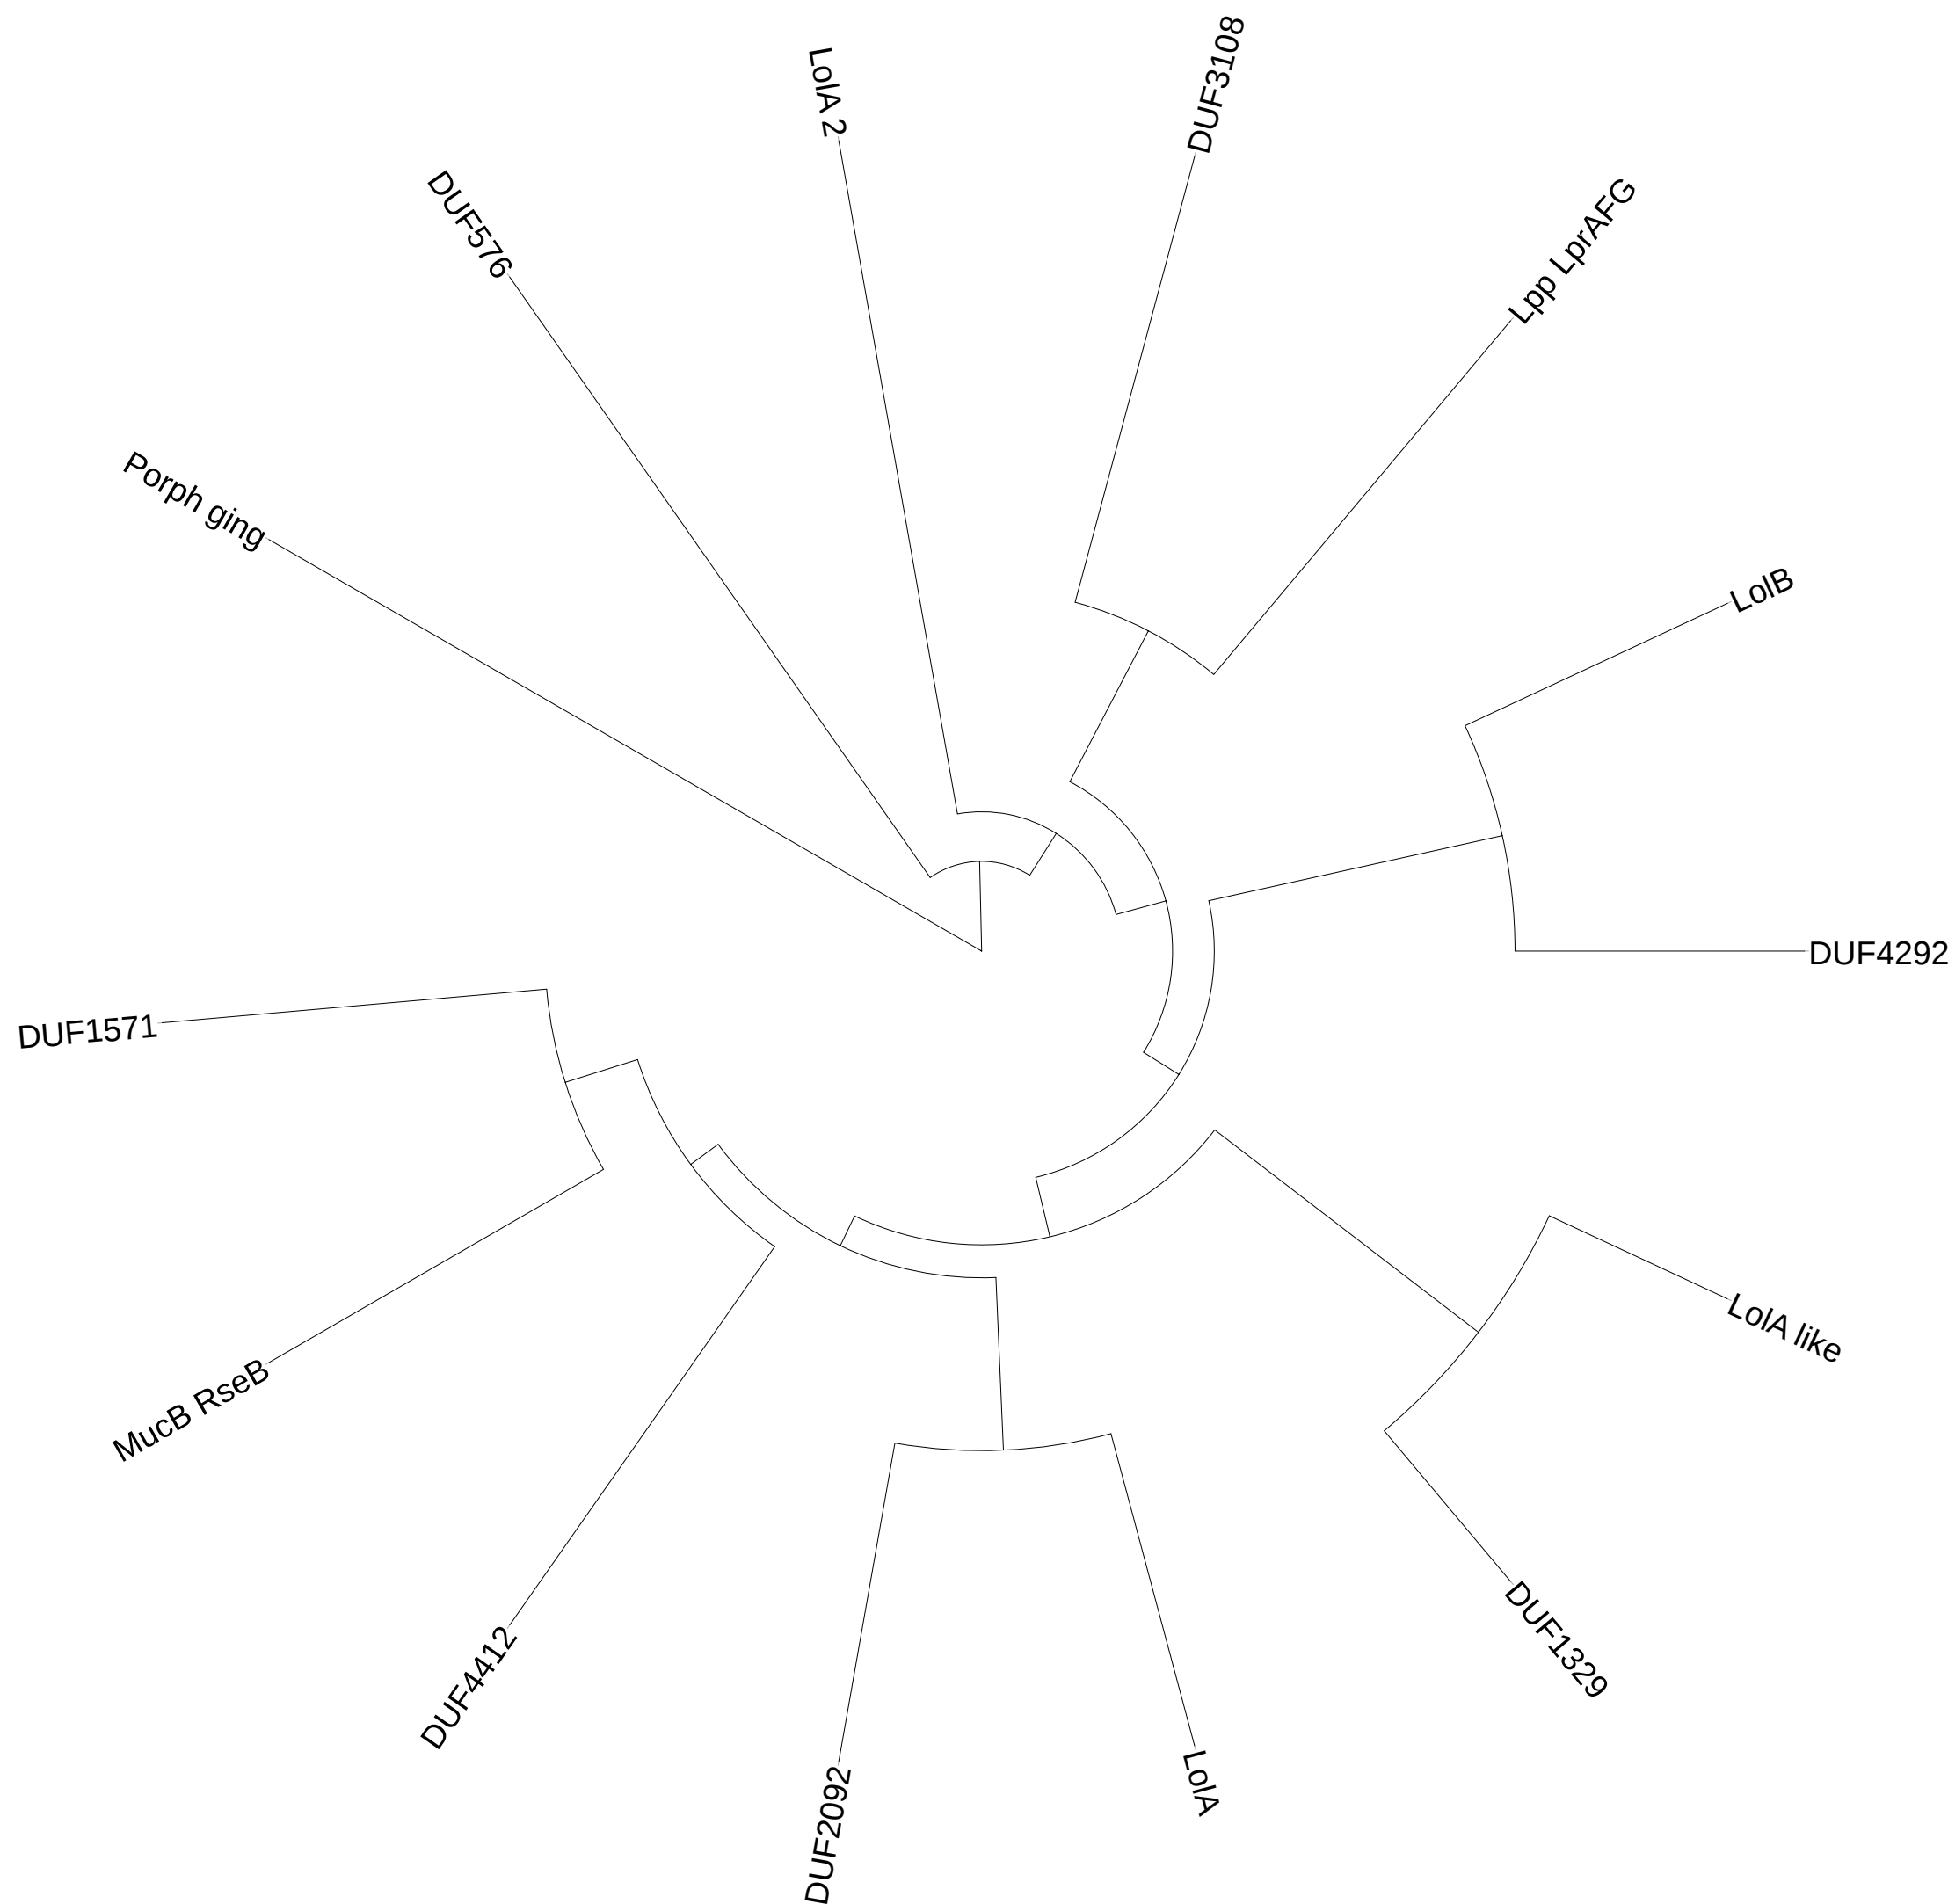 DUF3108
LolA 2
DUF576
Lpp LprAFG
Porph ging
LolB
DUF4292
DUF1571
LolA like
MucB RseB
DUF1329
DUF4412
LolA
DUF2092